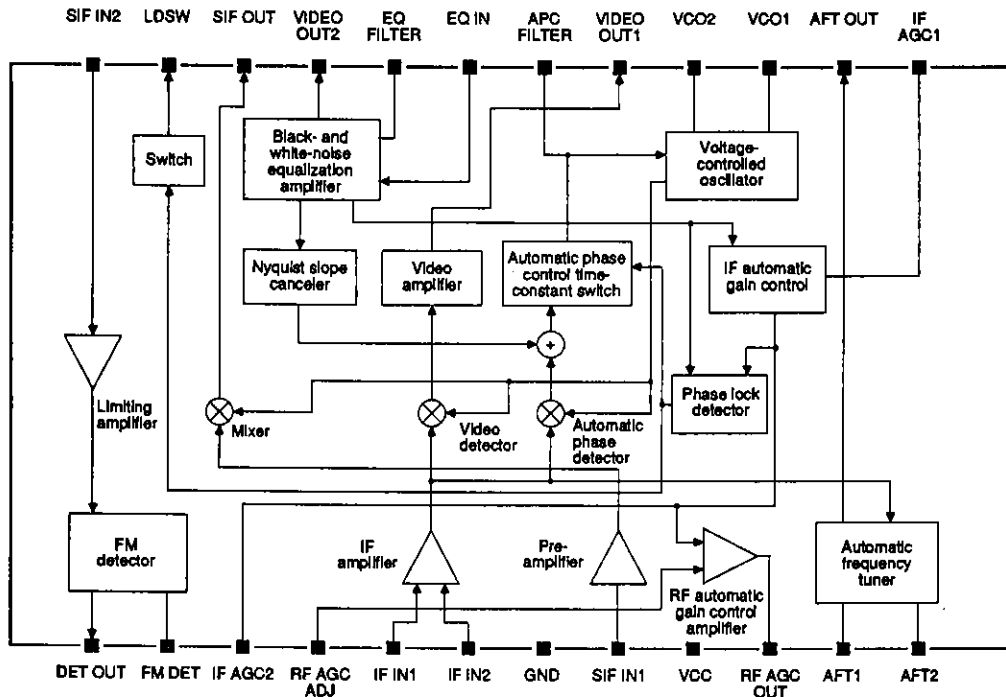 SIF IN2
LDSW
SIF OUT
VIDEO
OUT2
EQ
FILTER
EQ IN
APC
FILTER
VIDEO
OUT1
VCO2
VCO1
AFT OUT
IF
AGC1
Switch
Black- and
white-noise
equalization
amplifier
Voltage-
controlled
oscillator
Nyquist slope
canceler
Video
amplifier
Automatic phase
control time-
constant switch
IF automatic
gain control
Limiting
amplifier
Mixer
Video
detector
Automatic
phase
detector
Phase lock
detector
FM
detector
IF
amplifier
Pre-
amplifier
RF automatic
gain control
amplifier
Automatic
frequency
tuner
DET OUT
FM DET
IF AGC2
RF AGC
ADJ
IF IN1
IF IN2
GND
SIF IN1
VCC
RF AGC
OUT
AFT1
AFT2